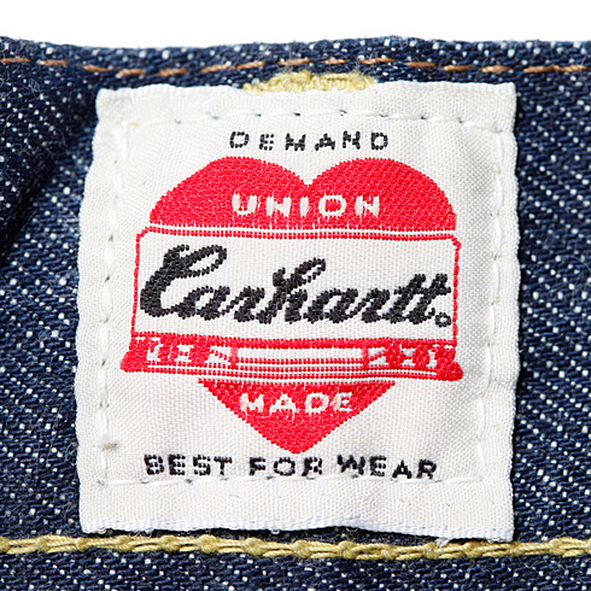 DEMAND
UNION
Carhartt
MADE
BEST FOR WEAR